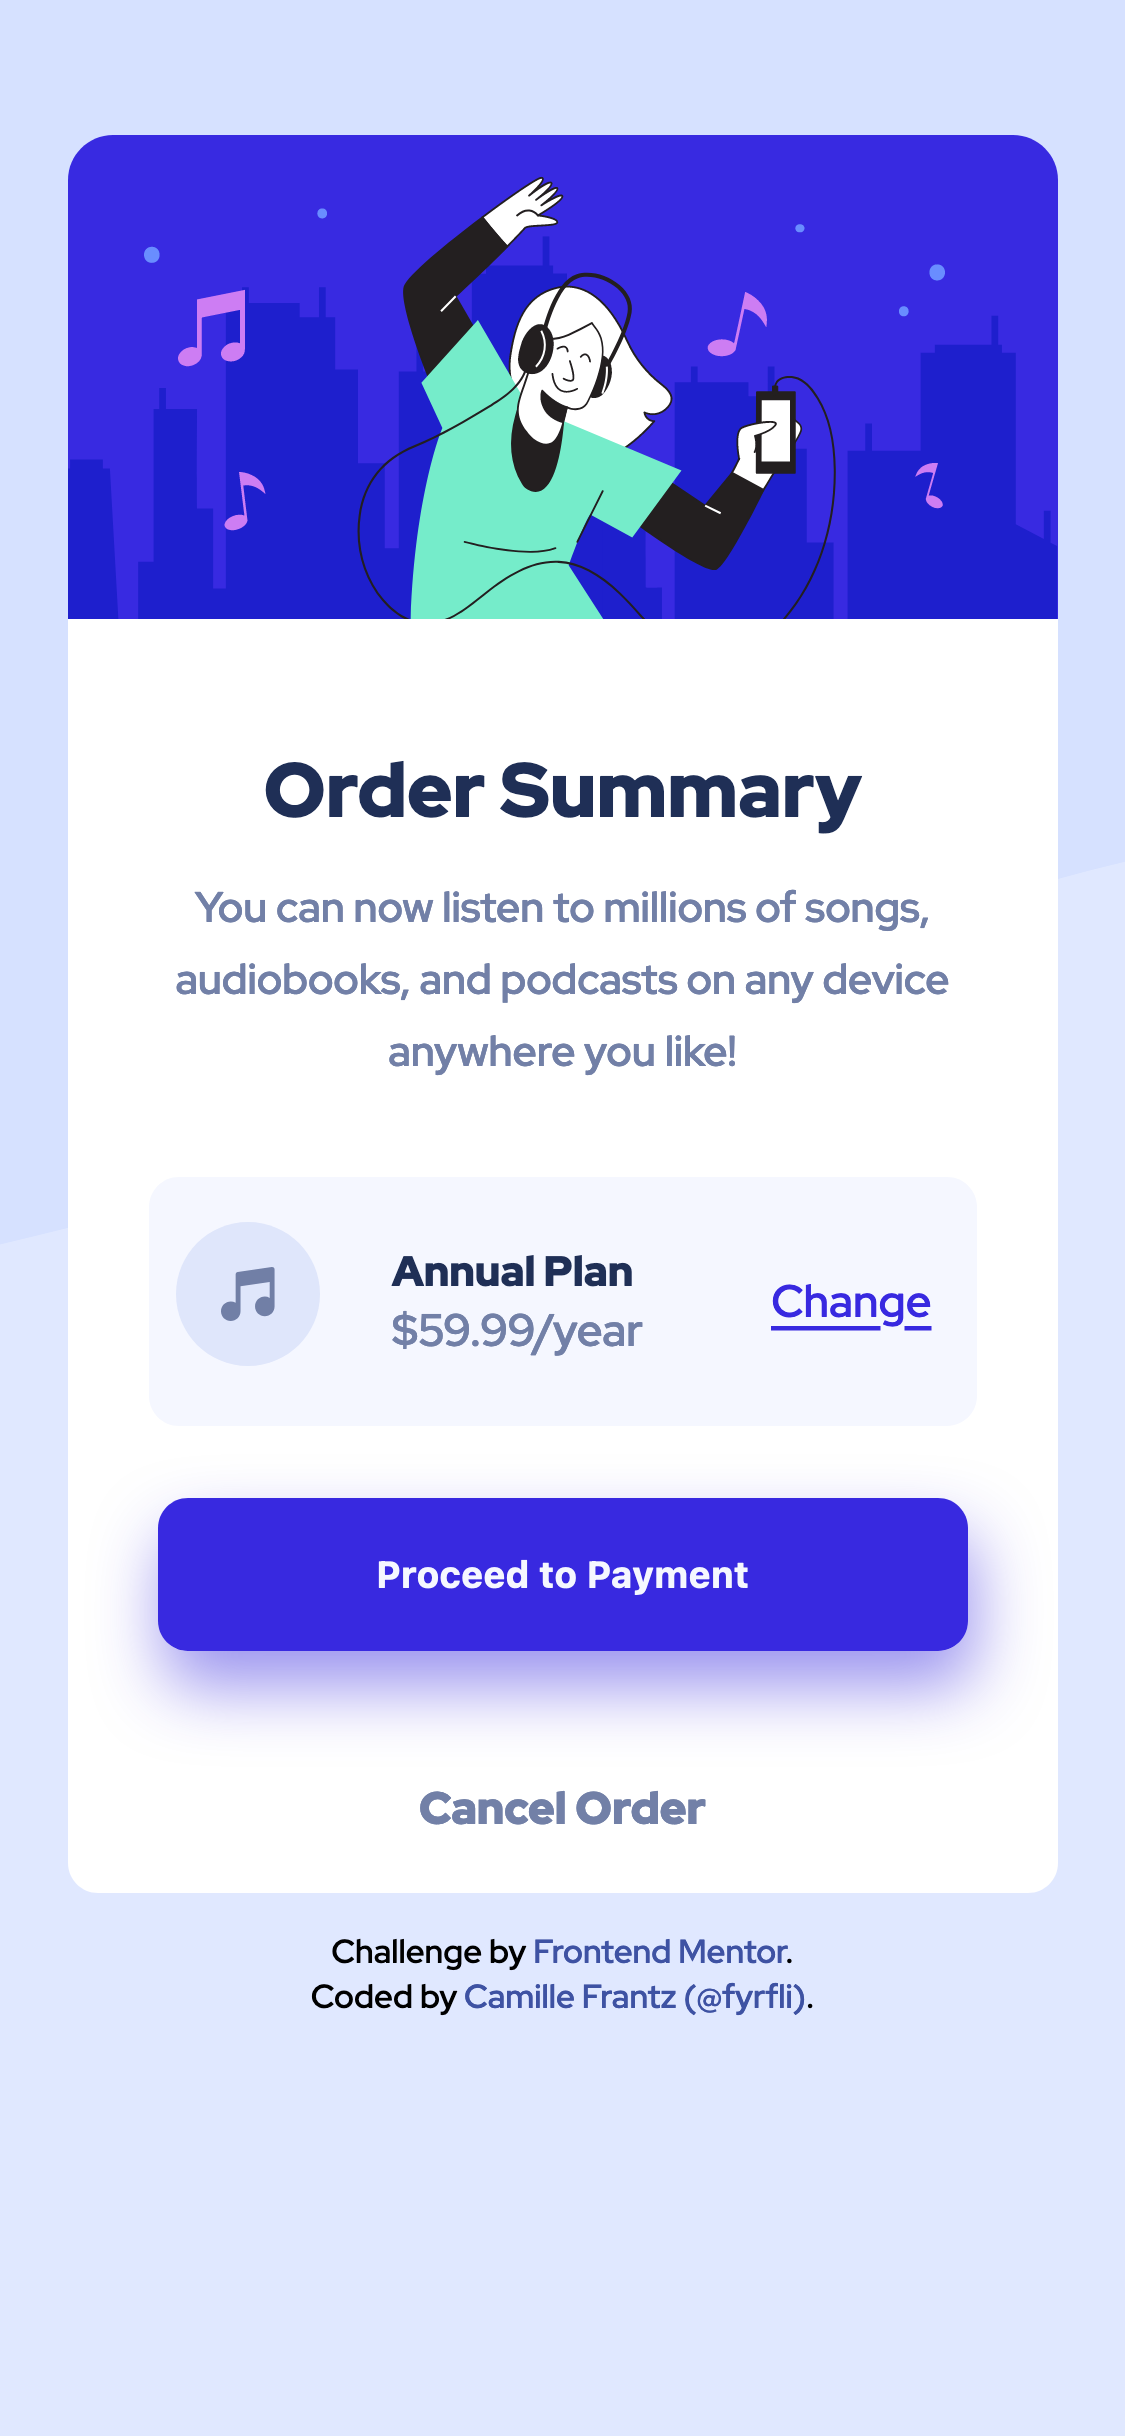 Order Summary
You can now listen to millions of songs,
audiobooks, and podcasts on any device
anywhere you like!
Annual Plan
$59.99/year
Change
Proceed to Payment
Cancel Order
Challenge by Frontend Mentor.
Coded by Camille Frantz (@fyrfli).